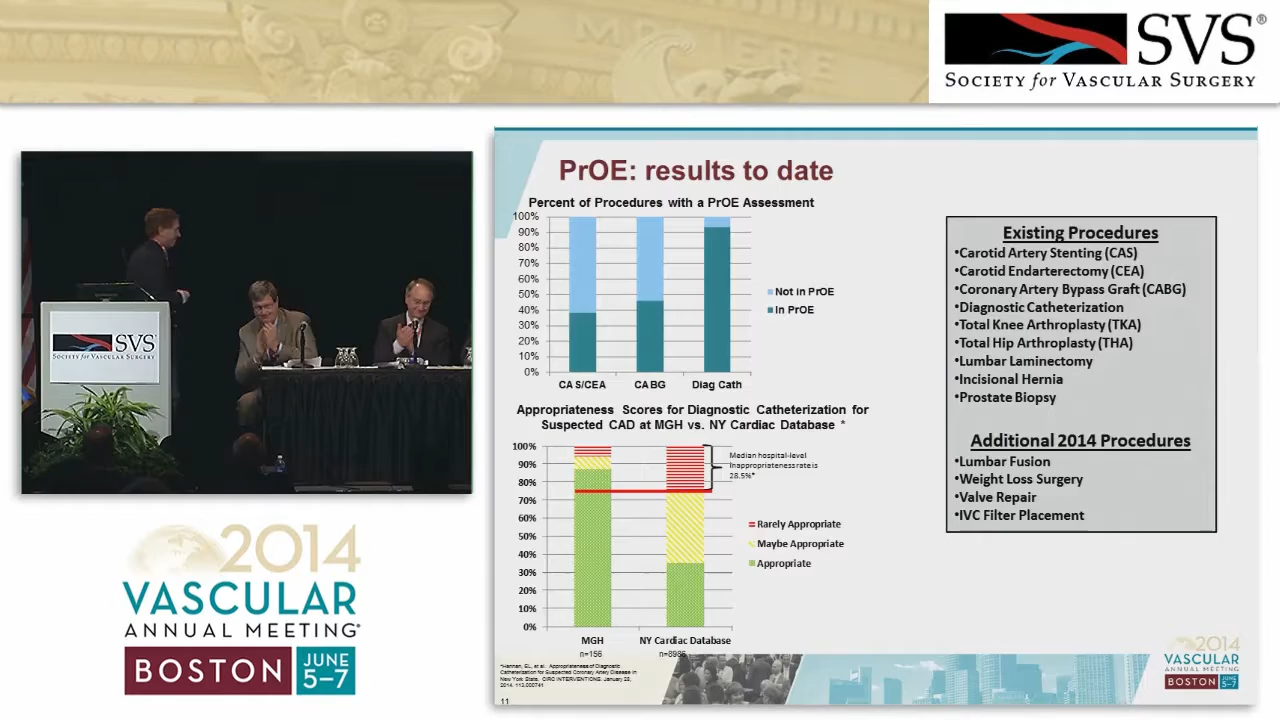 SVS®
SOCIETY for VASCULAR SURGERY
SVS
SOCIETY for VASCULAR SURGERY
2014
VASCULAR
ANNUAL MEETING
BOSTON
JUNE
5–7
PrOE: results to date
Percent of Procedures with a PrOE Assessment
100%
90%
80%
70%
60%
50%
40%
30%
20%
10%
0%
CAS/CEA
CABG
Diag Cath
Not in PrOE
In PrOE
Appropriateness Scores for Diagnostic Catheterization for
Suspected CAD at MGH vs. NY Cardiac Database *
100%
90%
80%
70%
60%
50%
40%
30%
20%
10%
0%
Median hospital-level
inappropriateness rate is
28.5%*
Rarely Appropriate
Maybe Appropriate
Appropriate
MGH
NY Cardiac Database
n=156
n=8986
*Hannan, EL, et al. Appropriateness of Diagnostic
Catheterization for Suspected Coronary Artery Disease in
New York State. CIRC INTERVENTIONS. January 28,
2014. 113.000741
11
Existing Procedures
•Carotid Artery Stenting (CAS)
•Carotid Endarterectomy (CEA)
•Coronary Artery Bypass Graft (CABG)
•Diagnostic Catheterization
•Total Knee Arthroplasty (TKA)
•Total Hip Arthroplasty (THA)
•Lumbar Laminectomy
•Incisional Hernia
•Prostate Biopsy
Additional 2014 Procedures
•Lumbar Fusion
•Weight Loss Surgery
•Valve Repair
•IVC Filter Placement
2014
VASCULAR
ANNUAL MEETING
BOSTON
JUNE
5–7